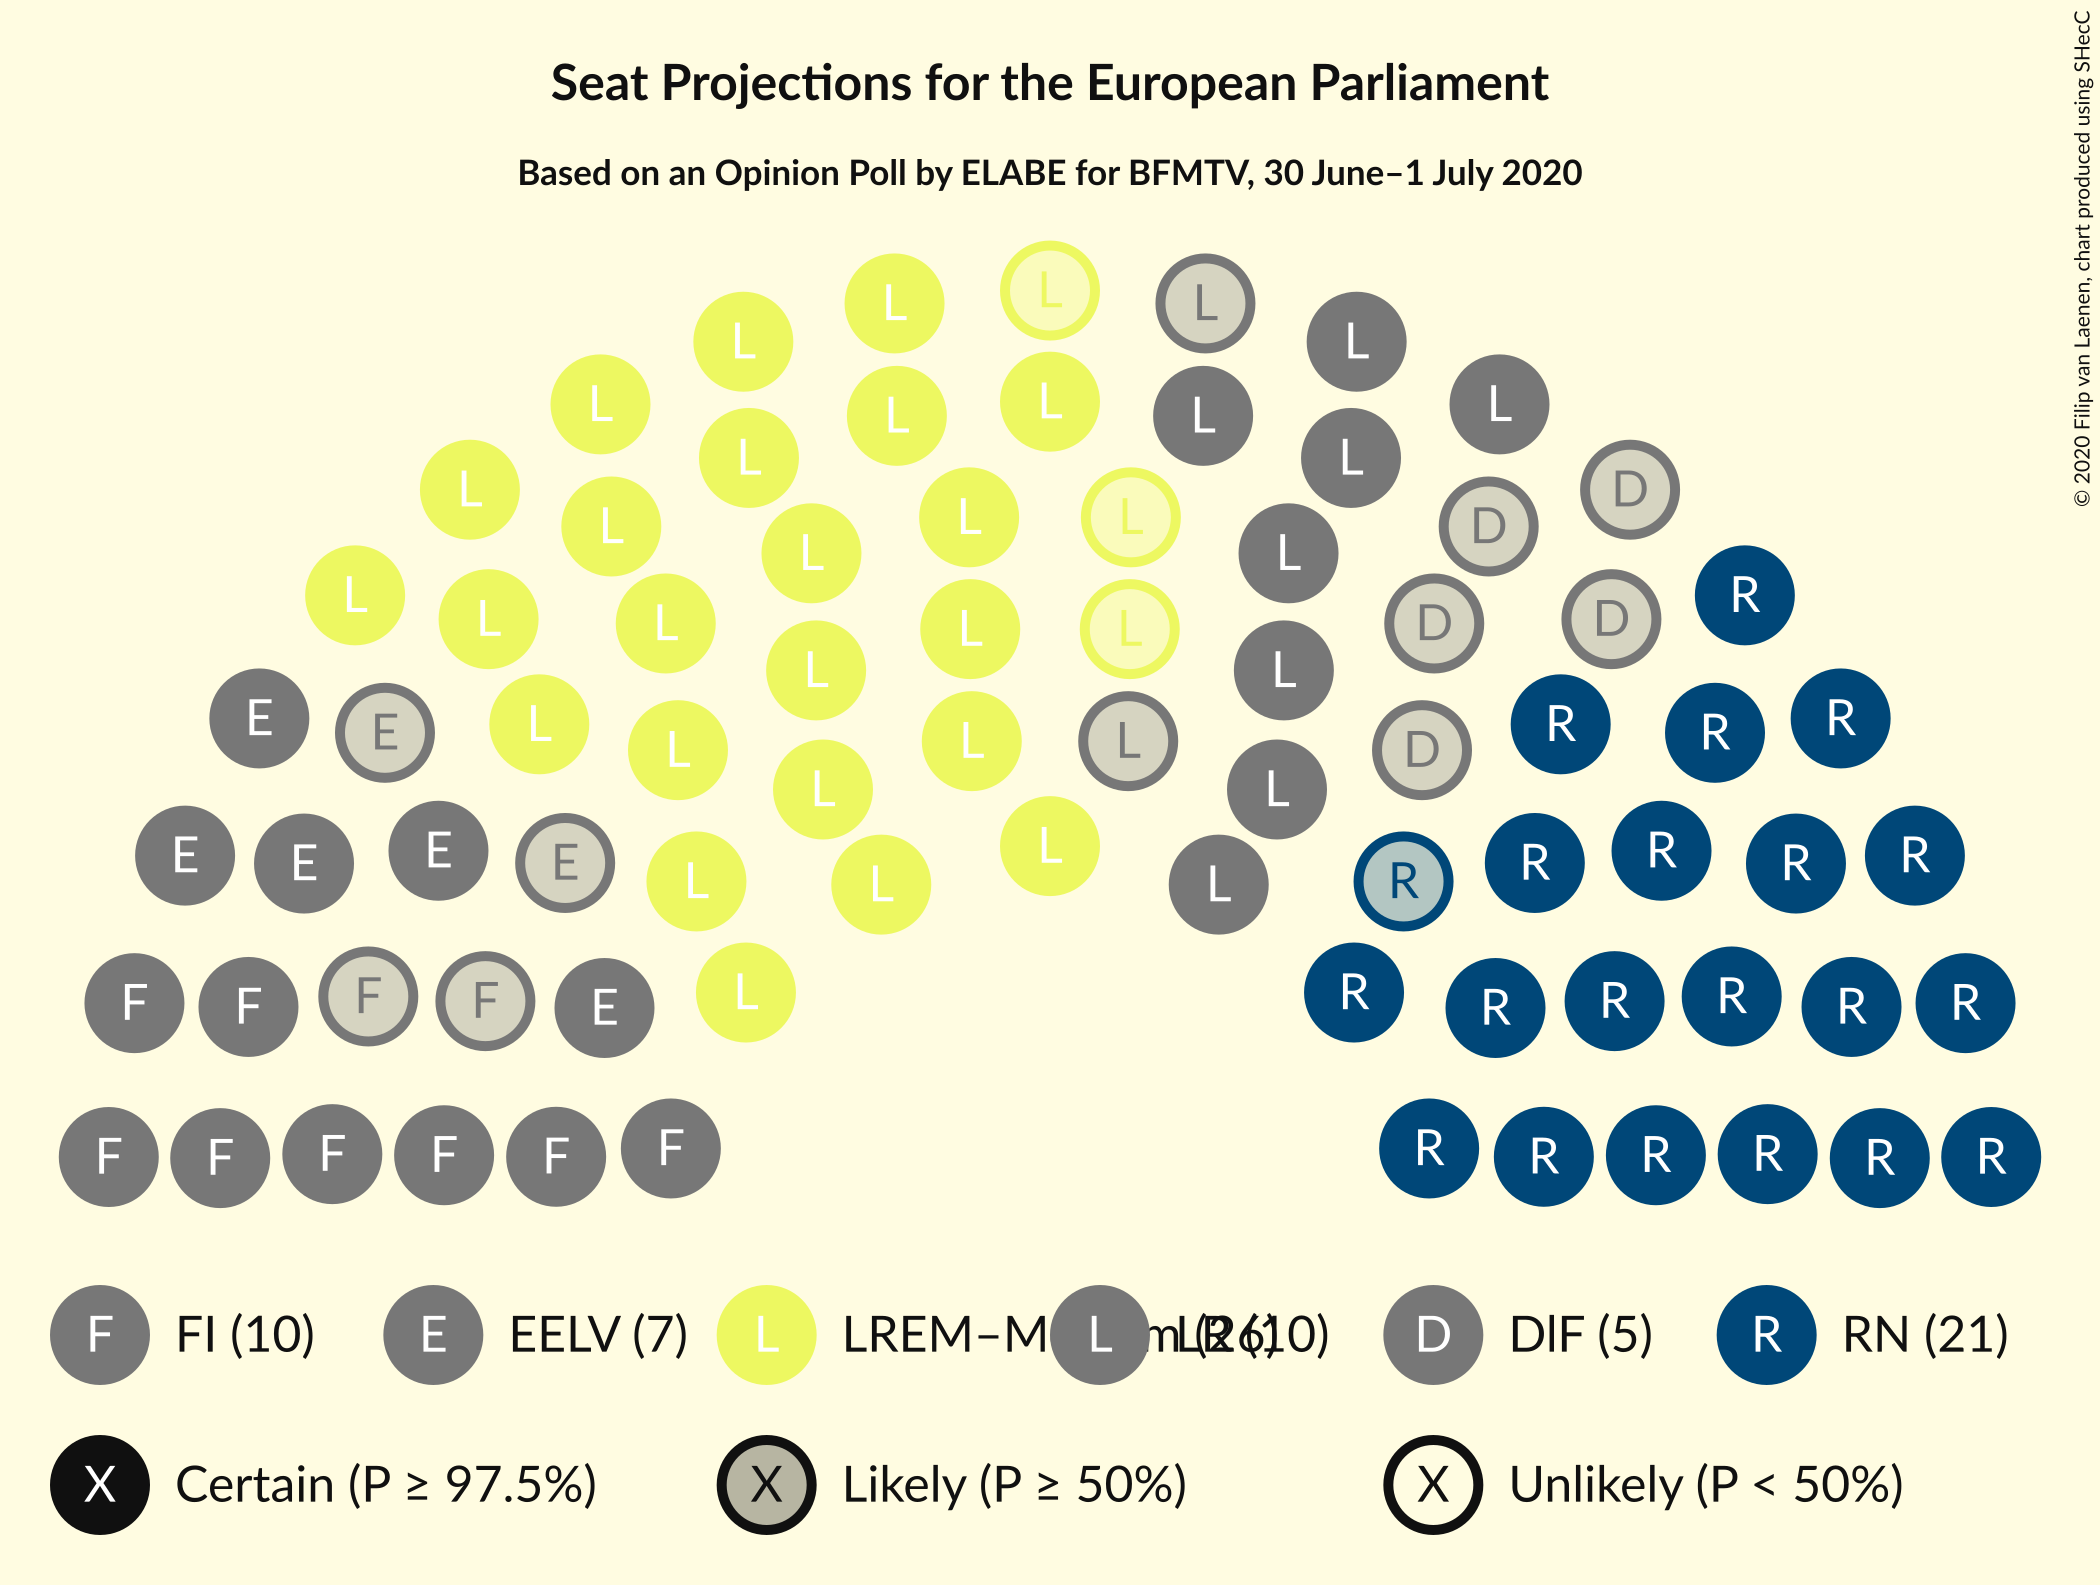 Seat Projections for the European Parliament
Based on an Opinion Poll by ELABE for BFMTV, 30 June–1 July 2020
© 2020 Filip van Laenen, chart produced using SHecC
L
L L
L L
L L
L
L L L
L L
L L
L L
L D
L L
L D
L L D D
L R
L L
E R
E L R R
L L D
L L
L L
E E R R
E E R R
L R
L L
F F F F E L
R R R R R R
F F F F F F
R R R R R R
F FI (10) E EELV (7) L LREM–M m (26) L LR (10) D DIF (5) R RN (21)
X Certain (P ≥ 97.5%) X Likely (P ≥ 50%) X Unlikely (P < 50%)